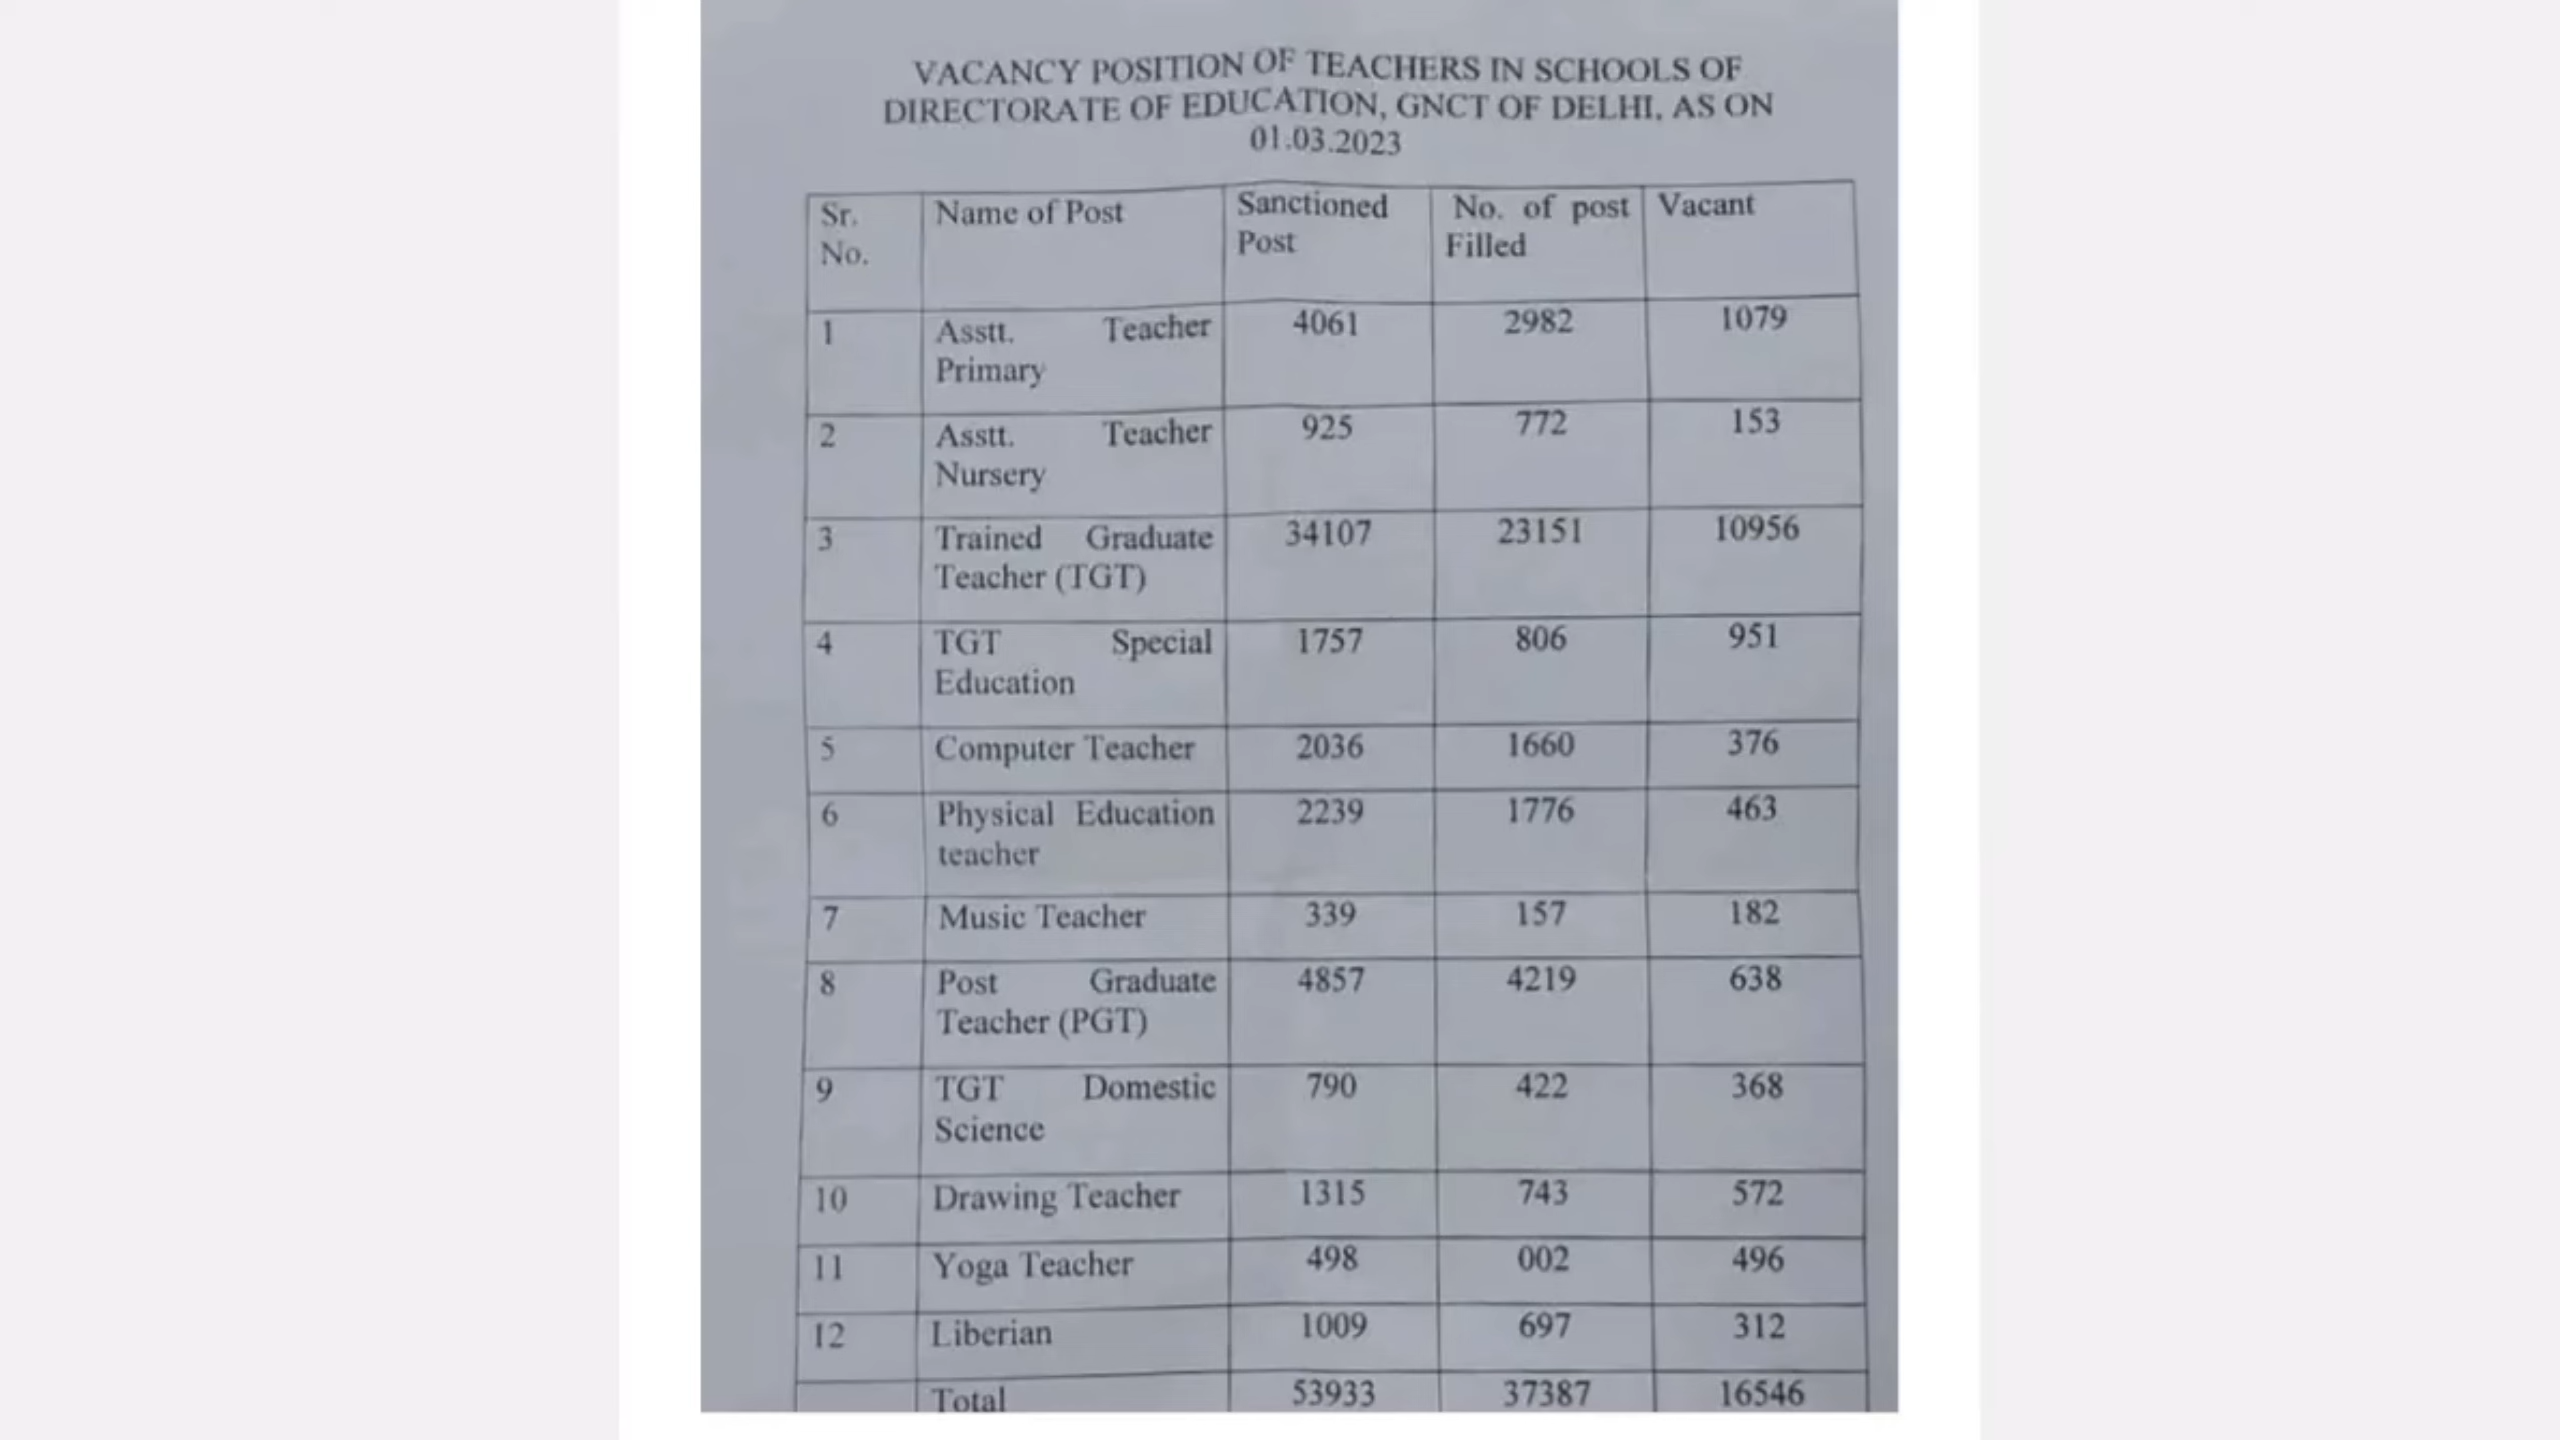 VACANCY POSITION OF TEACHERS IN SCHOOLS OF
DIRECTORATE OF EDUCATION, GNCT OF DELHI, AS ON
01.03.2023
Sr. No. Name of Post Sanctioned Post No. of post Filled Vacant
1 Asstt. Teacher Primary 4061 2982 1079
2 Asstt. Teacher Nursery 925 772 153
3 Trained Graduate Teacher (TGT) 34107 23151 10956
4 TGT Special Education 1757 806 951
5 Computer Teacher 2036 1660 376
6 Physical Education teacher 2239 1776 463
7 Music Teacher 339 157 182
8 Post Graduate Teacher (PGT) 4857 4219 638
9 TGT Domestic Science 790 422 368
10 Drawing Teacher 1315 743 572
11 Yoga Teacher 498 002 496
12 Liberian 1009 697 312
Total 53933 37387 16546